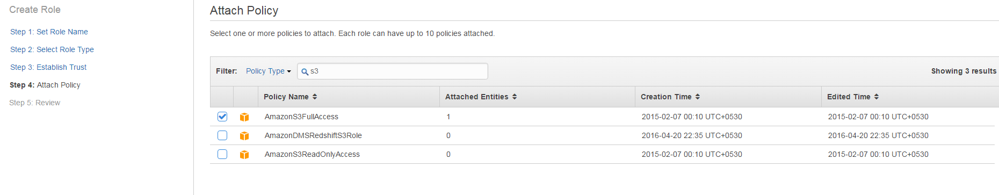 Create Role
Step 1: Set Role Name
Step 2: Select Role Type
Step 3: Establish Trust
Step 4: Attach Policy
Step 5: Review
Attach Policy
Select one or more policies to attach. Each role can have up to 10 policies attached.
Filter: Policy Type s3 Showing 3 results
Policy Name Attached Entities Creation Time Edited Time
AmazonS3FullAccess 1 2015-02-07 00:10 UTC+0530 2015-02-07 00:10 UTC+0530
AmazonDMSRedshiftS3Role 0 2016-04-20 22:35 UTC+0530 2016-04-20 22:35 UTC+0530
AmazonS3ReadOnlyAccess 0 2015-02-07 00:10 UTC+0530 2015-02-07 00:10 UTC+0530